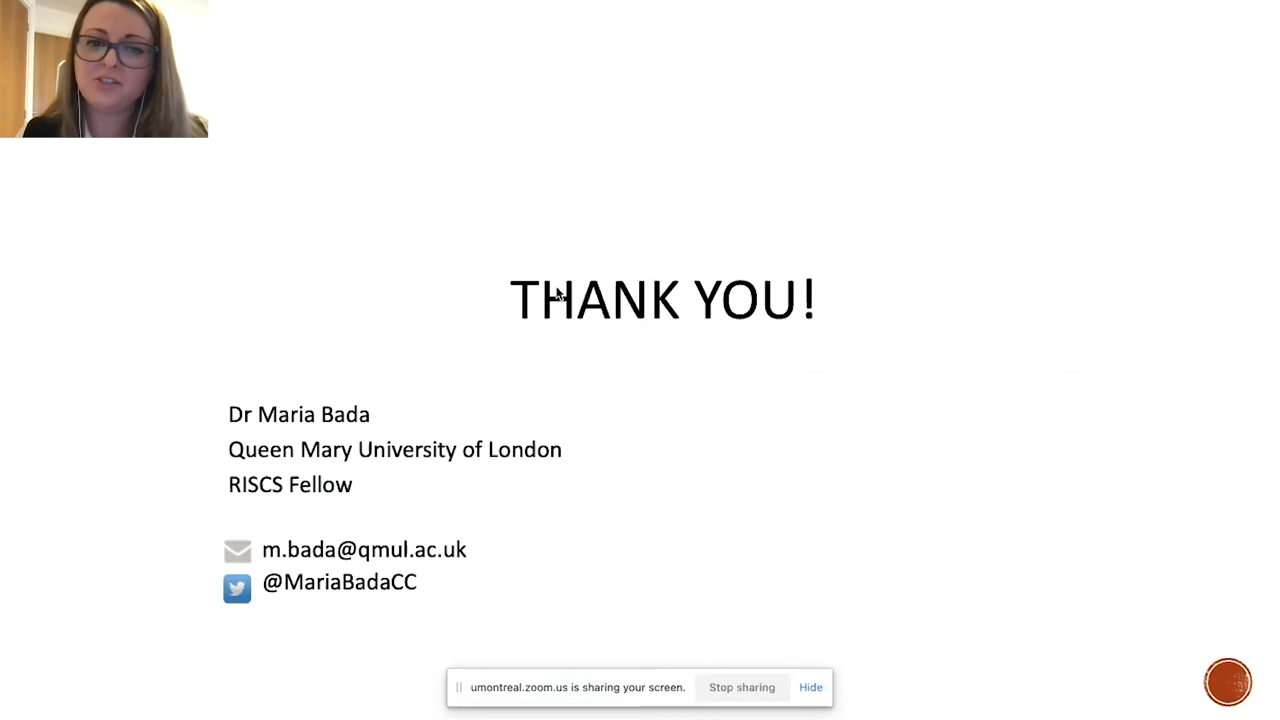 THANK YOU!
Dr Maria Bada
Queen Mary University of London
RISCS Fellow
m.bada@qmul.ac.uk
@MariaBadaCC
umontreal.zoom.us is sharing your screen. Stop sharing Hide